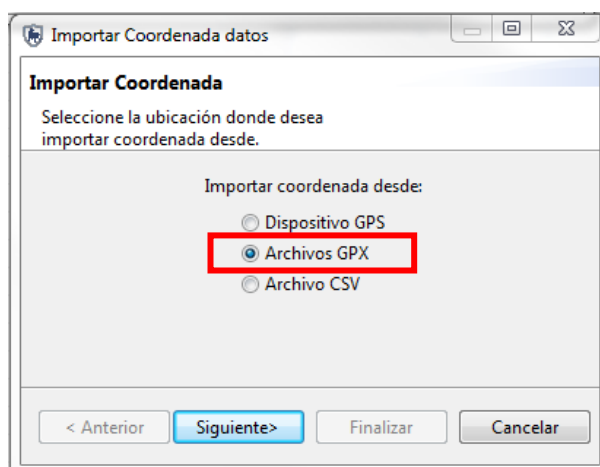 Importar Coordenada datos
Importar Coordenada
Seleccione la ubicación donde desea
importar coordenada desde.
Importar coordenada desde:
Dispositivo GPS
Archivos GPX
Archivo CSV
< Anterior
Siguiente>
Finalizar
Cancelar